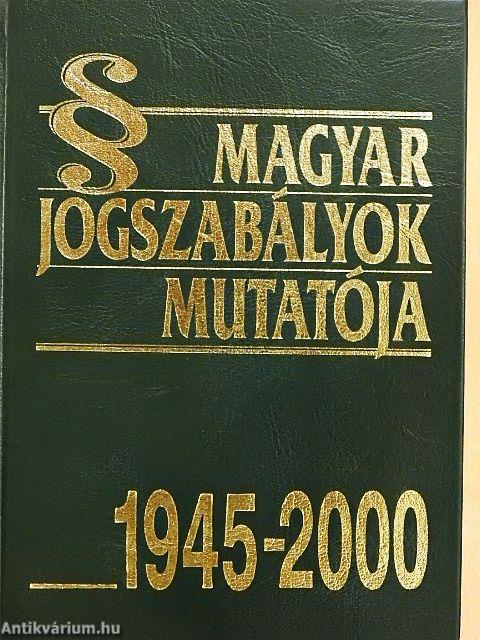 § MAGYAR
JOGSZABÁLYOK
MUTATÓJA
1945-2000
Antikvárium.hu